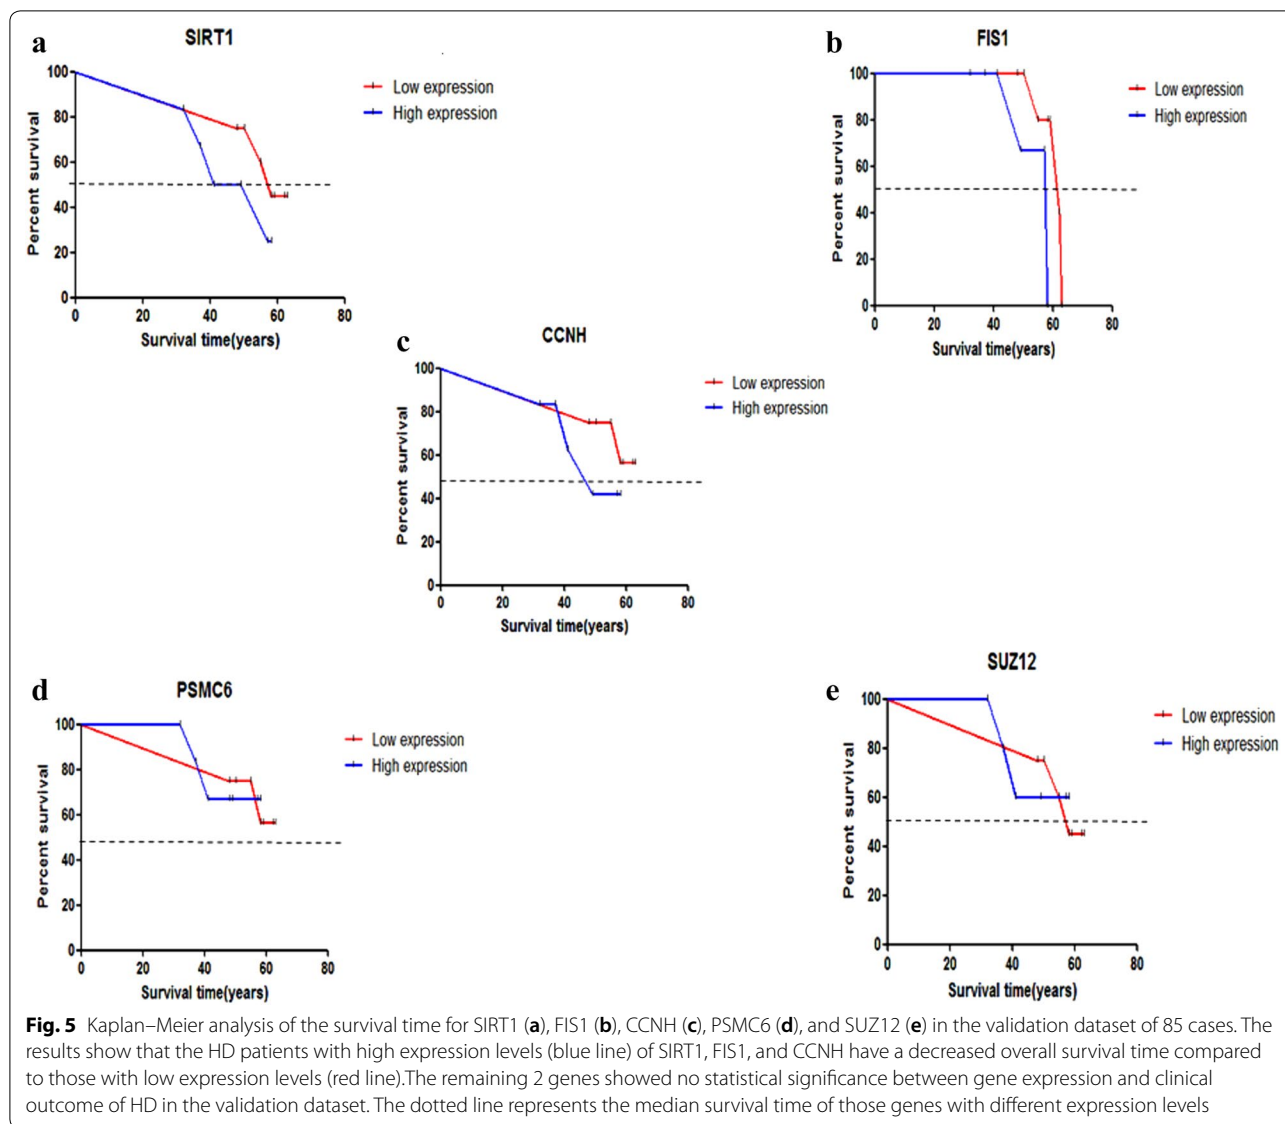 a
SIRT1
Low expression
High expression
Percent survival
100
80
60
40
20
0
0 20 40 60 80
Survival time(years)
b
FIS1
Low expression
High expression
Percent survival
100
80
60
40
20
0
0 20 40 60 80
Survival time(years)
c
CCNH
Low expression
High expression
Percent survival
100
80
60
40
20
0
0 20 40 60 80
Survival time(years)
d
PSMC6
Low expression
High expression
Percent survival
100
80
60
40
20
0
0 20 40 60 80
Survival time(years)
e
SUZ12
Low expression
High expression
Percent survival
100
80
60
40
20
0
0 20 40 60 80
Survival time(years)
Fig. 5 Kaplan–Meier analysis of the survival time for SIRT1 (a), FIS1 (b), CCNH (c), PSMC6 (d), and SUZ12 (e) in the validation dataset of 85 cases. The
results show that the HD patients with high expression levels (blue line) of SIRT1, FIS1, and CCNH have a decreased overall survival time compared
to those with low expression levels (red line).The remaining 2 genes showed no statistical significance between gene expression and clinical
outcome of HD in the validation dataset. The dotted line represents the median survival time of those genes with different expression levels